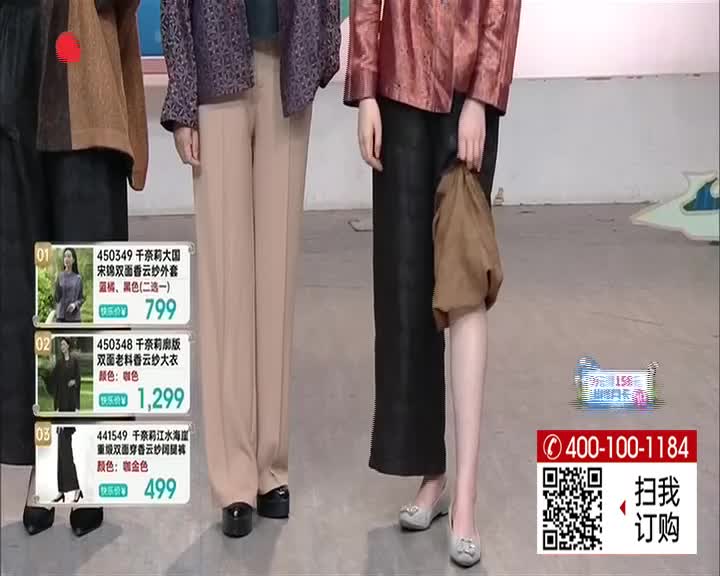 01
450349 千奈莉大国
宋锦双面香云纱外套
蓝橘、黑色(二选一)
快乐价¥ 799
02
450348 千奈莉廓版
双面老料香云纱大衣
颜色：咖色
快乐价¥ 1,299
03
441549 千奈莉江水海崖
重缎双面穿香云纱阔腿裤
颜色：咖金色
快乐价¥ 499
400-100-1184
扫我
订购